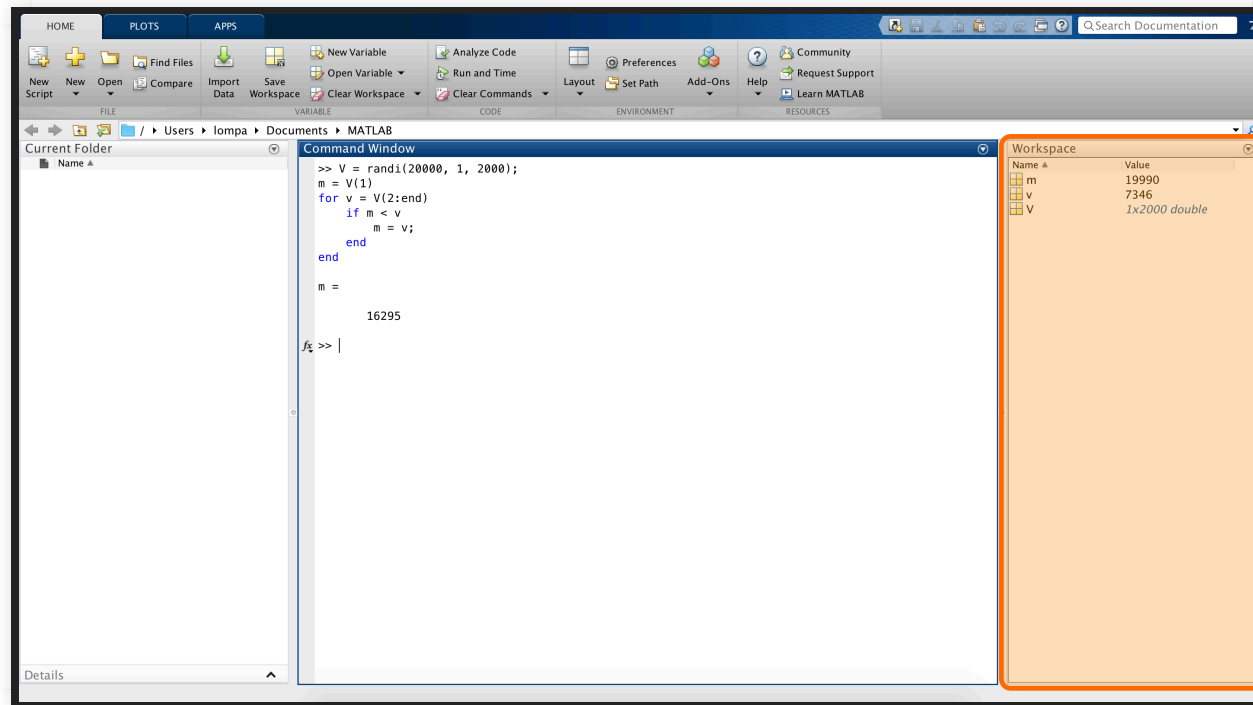 HOME PLOTS APPS
Search Documentation
New Script
New
Open
Find Files
Compare
Import Data
Save Workspace
New Variable
Open Variable
Clear Workspace
Analyze Code
Run and Time
Clear Commands
Layout
Preferences
Set Path
Add-Ons
Help
Community
Request Support
Learn MATLAB
FILE VARIABLE CODE ENVIRONMENT RESOURCES
/ Users lompa Documents MATLAB
Current Folder
Name
Command Window
>> V = randi(20000, 1, 2000);
m = V(1)
for v = V(2:end)
if m < v
m = v;
end
end
m =
16295
fx >>
Workspace
Name Value
m 19990
v 7346
V 1x2000 double
Details